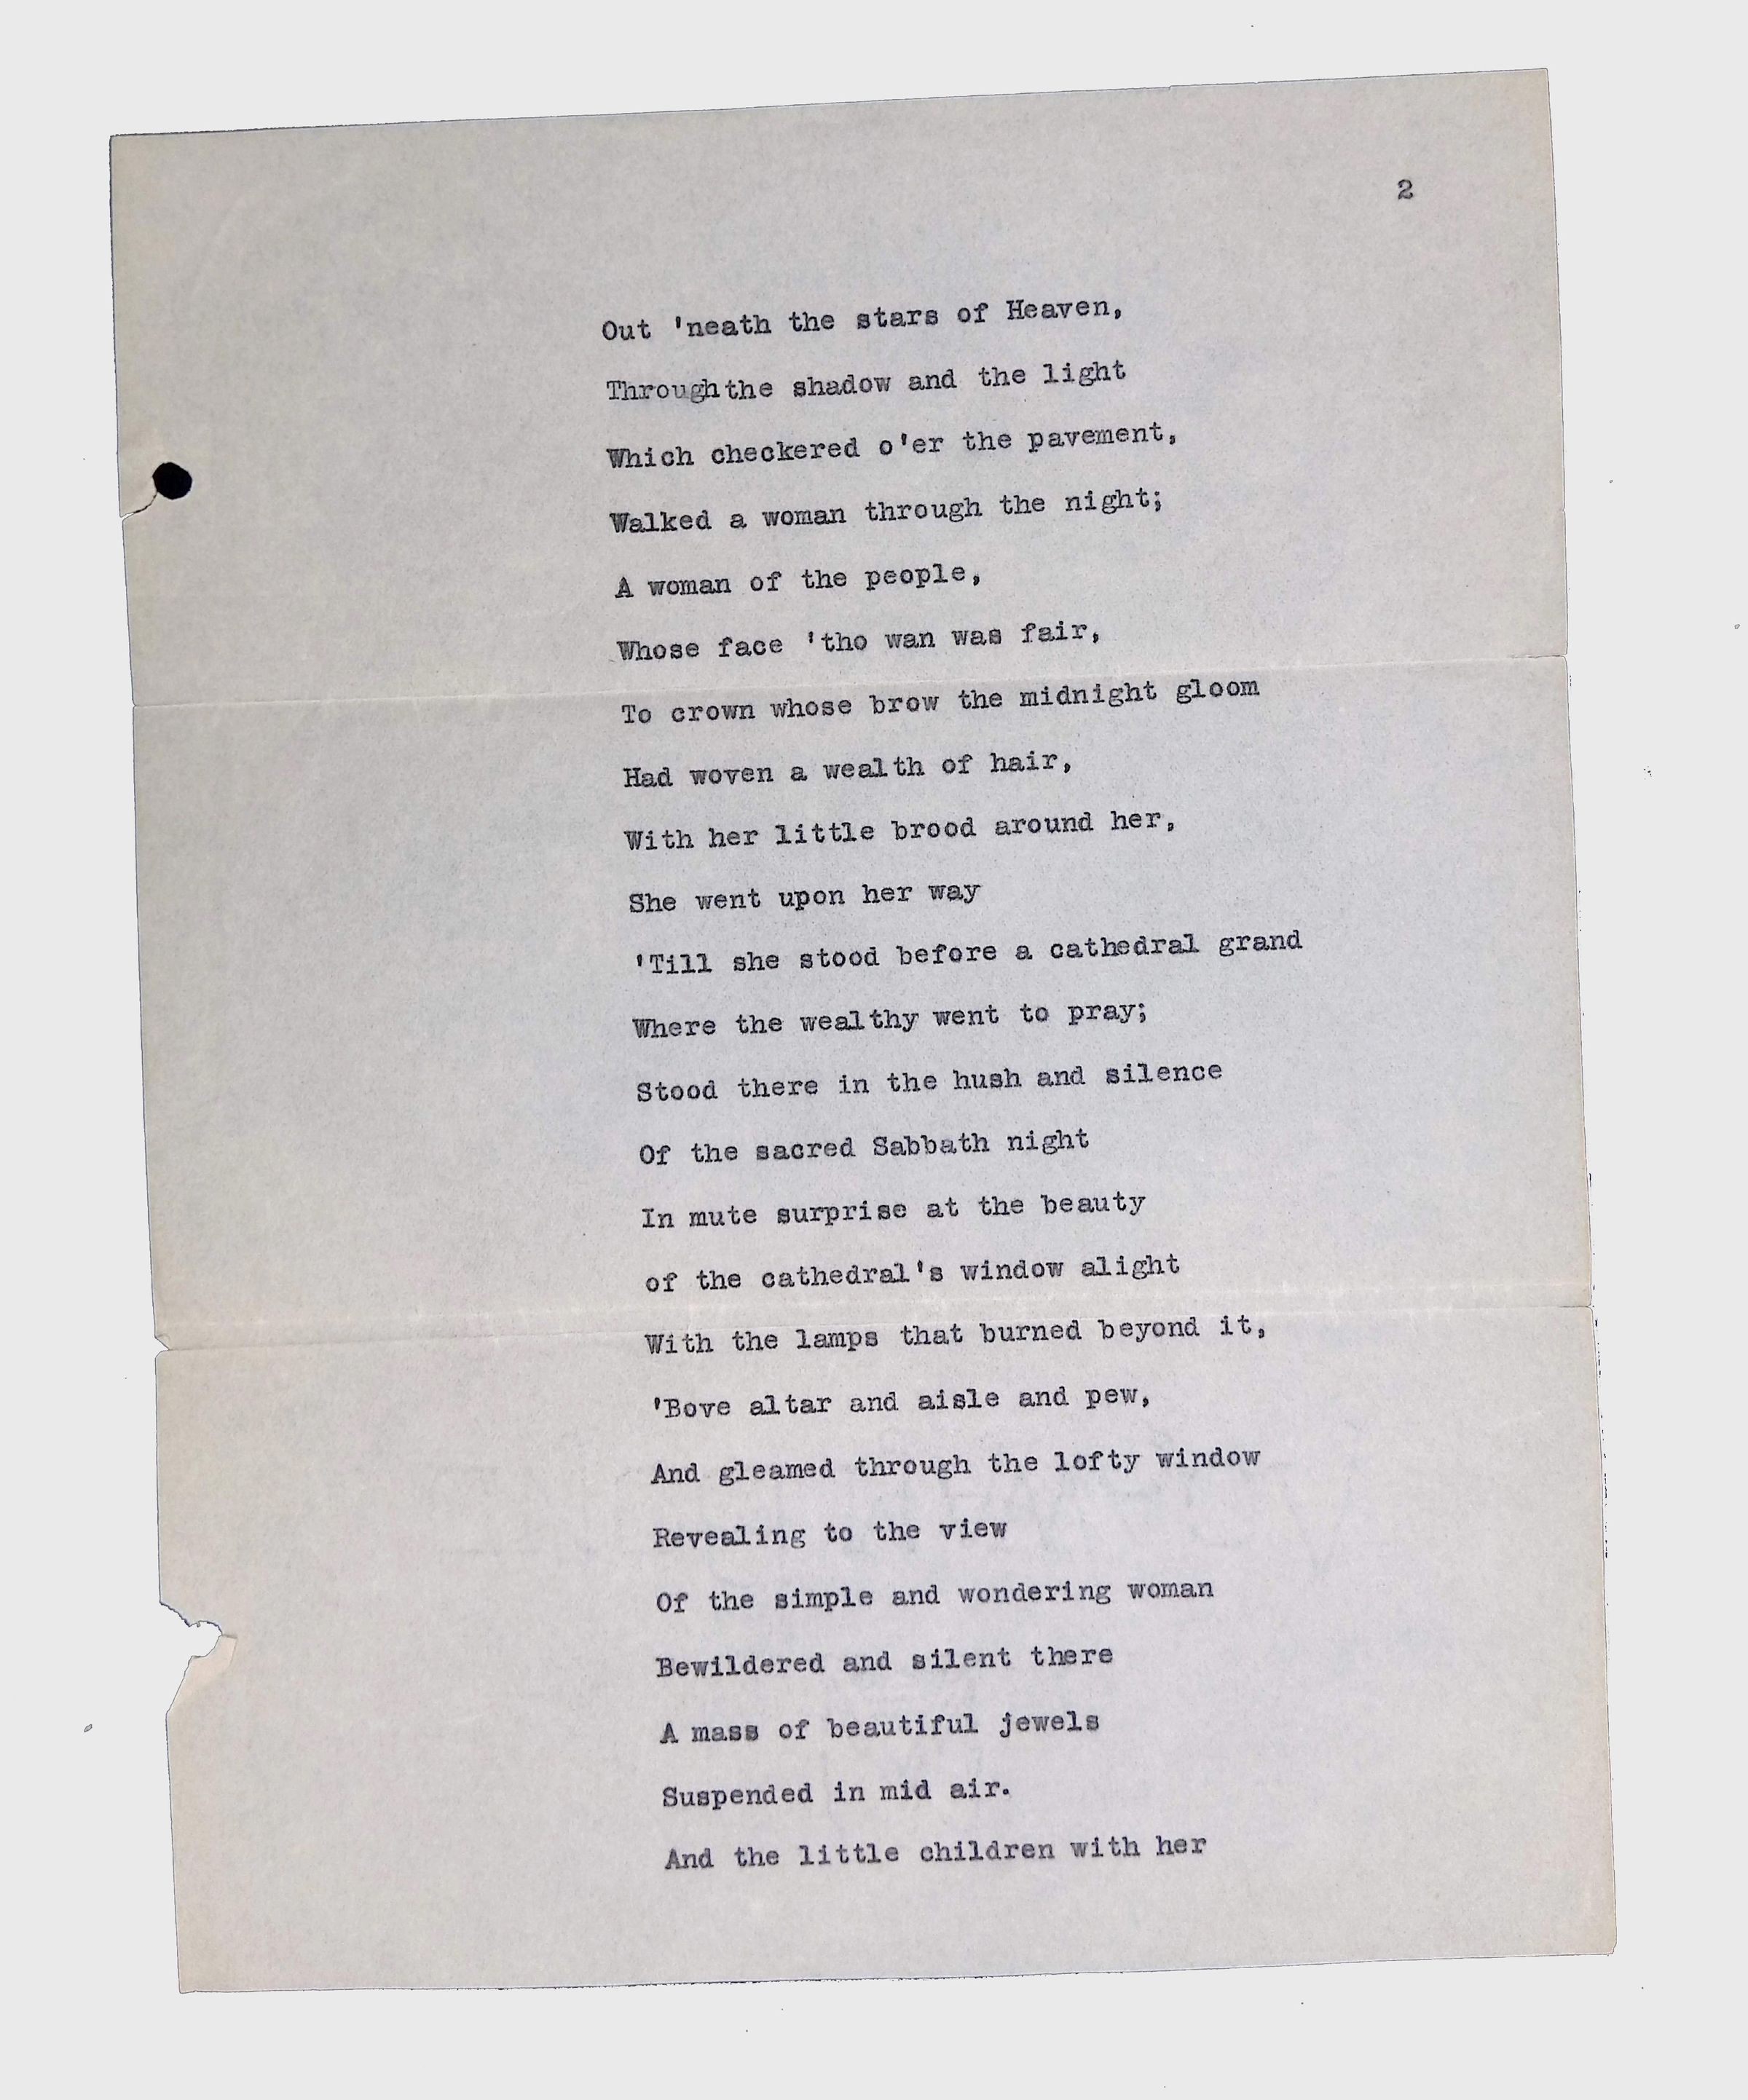 2
Out 'neath the stars of Heaven,
Through the shadow and the light
Which checkered o'er the pavement,
Walked a woman through the night;
A woman of the people,
Whose face 'tho wan was fair,
To crown whose brow the midnight gloom
Had woven a wealth of hair,
With her little brood around her,
She went upon her way
'Till she stood before a cathedral grand
Where the wealthy went to pray;
Stood there in the hush and silence
Of the sacred Sabbath night
In mute surprise at the beauty
of the cathedral's window alight
With the lamps that burned beyond it,
'Bove altar and aisle and pew,
And gleamed through the lofty window
Revealing to the view
Of the simple and wondering woman
Bewildered and silent there
A mass of beautiful jewels
Suspended in mid air.
And the little children with her